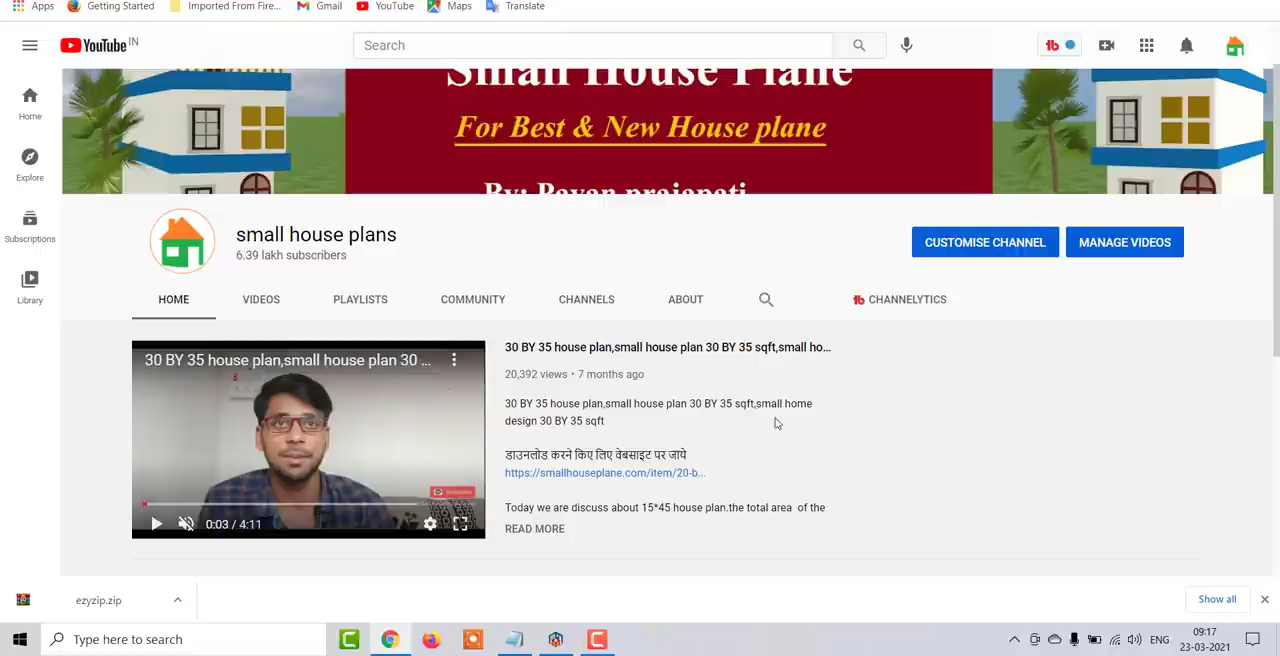 Apps Getting Started Imported From Fire... Gmail YouTube Maps Translate
YouTube IN
Search
Small House Plane
For Best & New House plane
By: Pavan prajapati
Home
Explore
Subscriptions
Library
small house plans
6.39 lakh subscribers
CUSTOMISE CHANNEL
MANAGE VIDEOS
HOME VIDEOS PLAYLISTS COMMUNITY CHANNELS ABOUT CHANNELYTICS
30 BY 35 house plan,small house plan 30 ...
0:03 / 4:11
30 BY 35 house plan,small house plan 30 BY 35 sqft,small ho...
20,392 views • 7 months ago
30 BY 35 house plan,small house plan 30 BY 35 sqft,small home
design 30 BY 35 sqft
डाउनलोड करने किए लिए वेबसाइट पर जाये
https://smallhouseplane.com/item/20-b...
Today we are discuss about 15*45 house plan.the total area of the
READ MORE
ezyzip.zip
Show all
Type here to search
ENG
09:17
23-03-2021